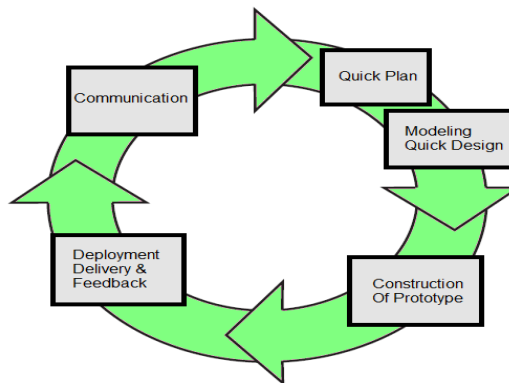 Communication
Quick Plan
Modeling
Quick Design
Construction
Of Prototype
Deployment
Delivery &
Feedback